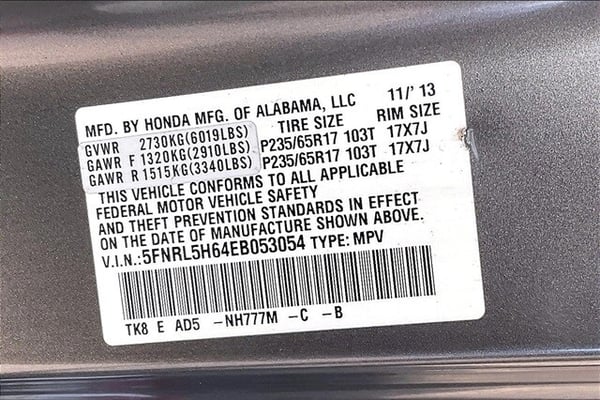 MFD. BY HONDA MFG. OF ALABAMA, LLC 11/' 13
GVWR 2730KG(6019LBS) TIRE SIZE RIM SIZE
GAWR F 1320KG(2910LBS) P235/65R17 103T 17X7J
GAWR R 1515KG(3340LBS) P235/65R17 103T 17X7J
THIS VEHICLE CONFORMS TO ALL APPLICABLE
FEDERAL MOTOR VEHICLE SAFETY
AND THEFT PREVENTION STANDARDS IN EFFECT
ON THE DATE OF MANUFACTURE SHOWN ABOVE.
V.I.N.:5FNRL5H64EB053054 TYPE: MPV
TK8 E AD5 -NH777M -C -B